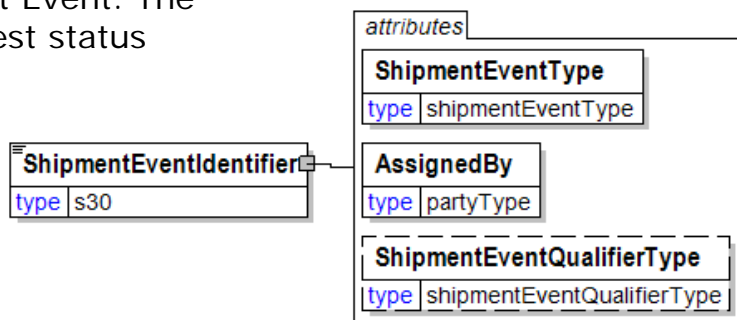 t Event. The
est status
attributes
ShipmentEventType
type shipmentEventType
ShipmentEventIdentifier
type s30
AssignedBy
type partyType
ShipmentEventQualifierType
type shipmentEventQualifierType